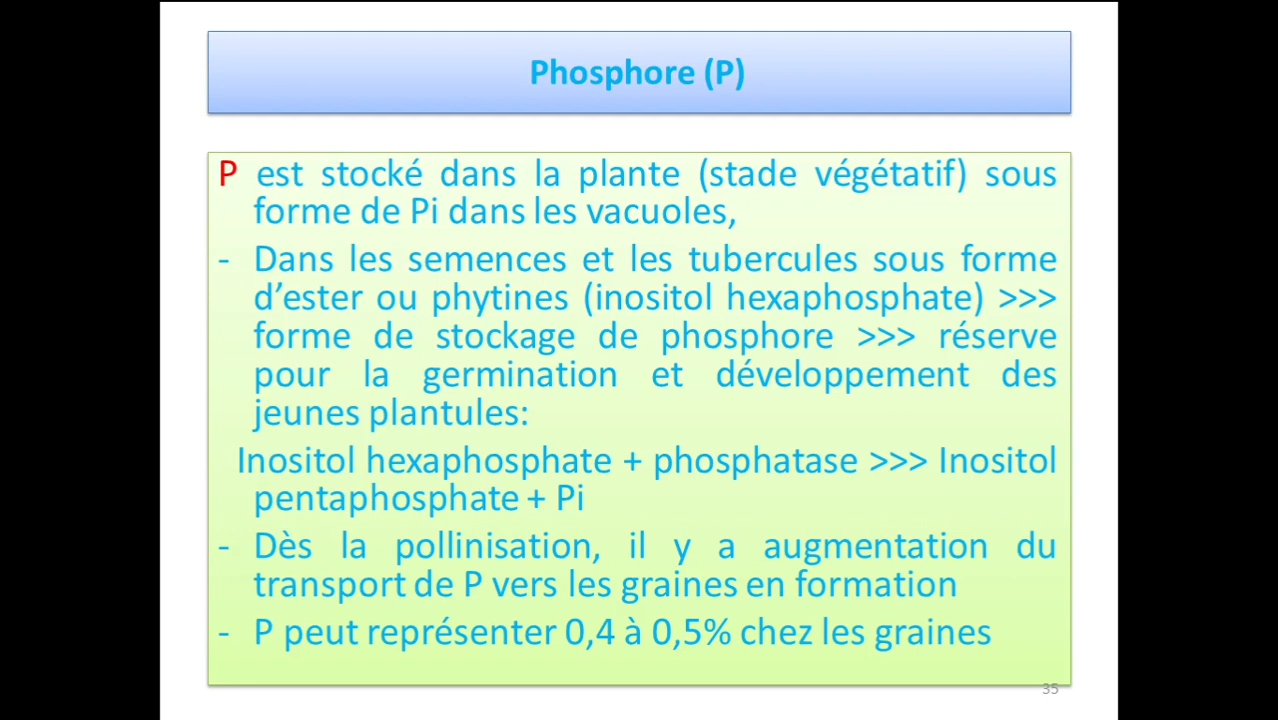 Phosphore (P)
P est stocké dans la plante (stade végétatif) sous
forme de Pi dans les vacuoles,
- Dans les semences et les tubercules sous forme
d’ester ou phytines (inositol hexaphosphate) >>>
forme de stockage de phosphore >>> réserve
pour la germination et développement des
jeunes plantules:
Inositol hexaphosphate + phosphatase >>> Inositol
pentaphosphate + Pi
- Dès la pollinisation, il y a augmentation du
transport de P vers les graines en formation
- P peut représenter 0,4 à 0,5% chez les graines
35